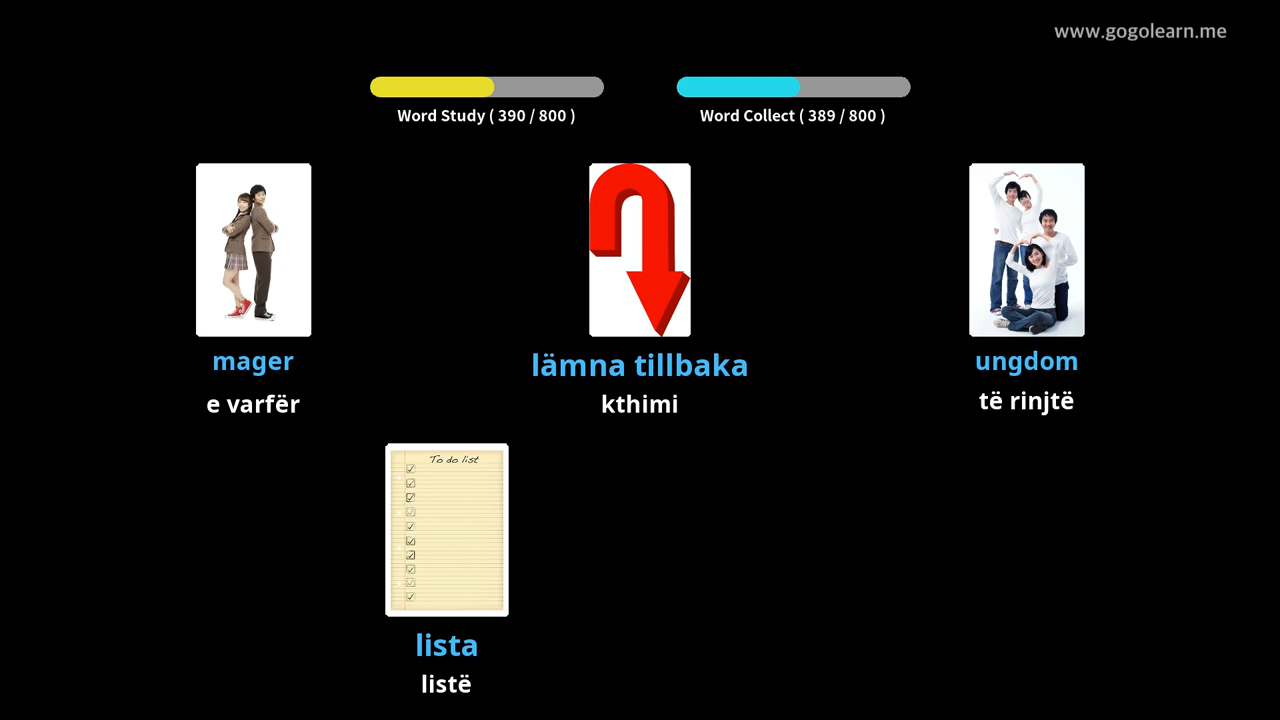 www.gogolearn.me
Word Study ( 390 / 800 )
Word Collect ( 389 / 800 )
mager
e varfër
lämna tillbaka
kthimi
ungdom
të rinjtë
To do list
lista
listë